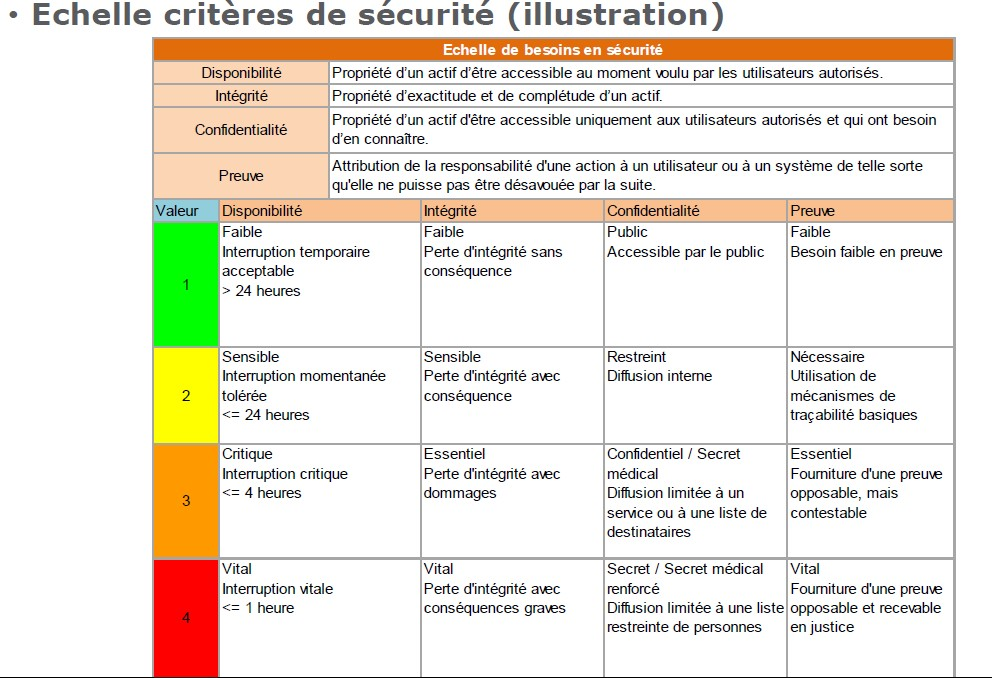 • Echelle critères de sécurité (illustration)
Echelle de besoins en sécurité
Disponibilité
Propriété d’un actif d’être accessible au moment voulu par les utilisateurs autorisés.
Intégrité
Propriété d’exactitude et de complétude d’un actif.
Confidentialité
Propriété d’un actif d'être accessible uniquement aux utilisateurs autorisés et qui ont besoin
d’en connaître.
Preuve
Attribution de la responsabilité d'une action à un utilisateur ou à un système de telle sorte
qu'elle ne puisse pas être désavouée par la suite.
Valeur
Disponibilité
Intégrité
Confidentialité
Preuve
1
Faible
Interruption temporaire
acceptable
> 24 heures
Faible
Perte d'intégrité sans
conséquence
Public
Accessible par le public
Faible
Besoin faible en preuve
2
Sensible
Interruption momentanée
tolérée
<= 24 heures
Sensible
Perte d'intégrité avec
conséquence
Restreint
Diffusion interne
Nécessaire
Utilisation de
mécanismes de
traçabilité basiques
3
Critique
Interruption critique
<= 4 heures
Essentiel
Perte d'intégrité avec
dommages
Confidentiel / Secret
médical
Diffusion limitée à un
service ou à une liste de
destinataires
Essentiel
Fourniture d'une preuve
opposable, mais
contestable
4
Vital
Interruption vitale
<= 1 heure
Vital
Perte d'intégrité avec
conséquences graves
Secret / Secret médical
renforcé
Diffusion limitée à une liste
restreinte de personnes
Vital
Fourniture d'une preuve
opposable et recevable
en justice